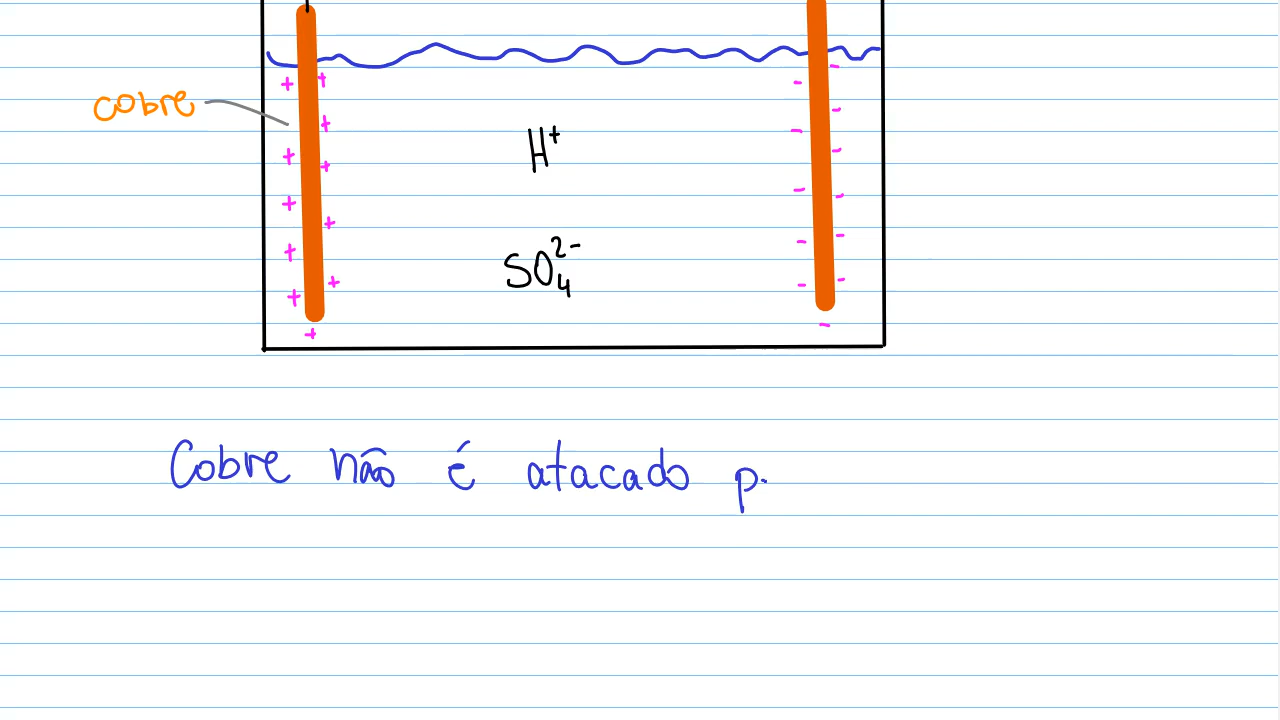 cobre
H⁺
SO₄²⁻
Cobre não é atacado p